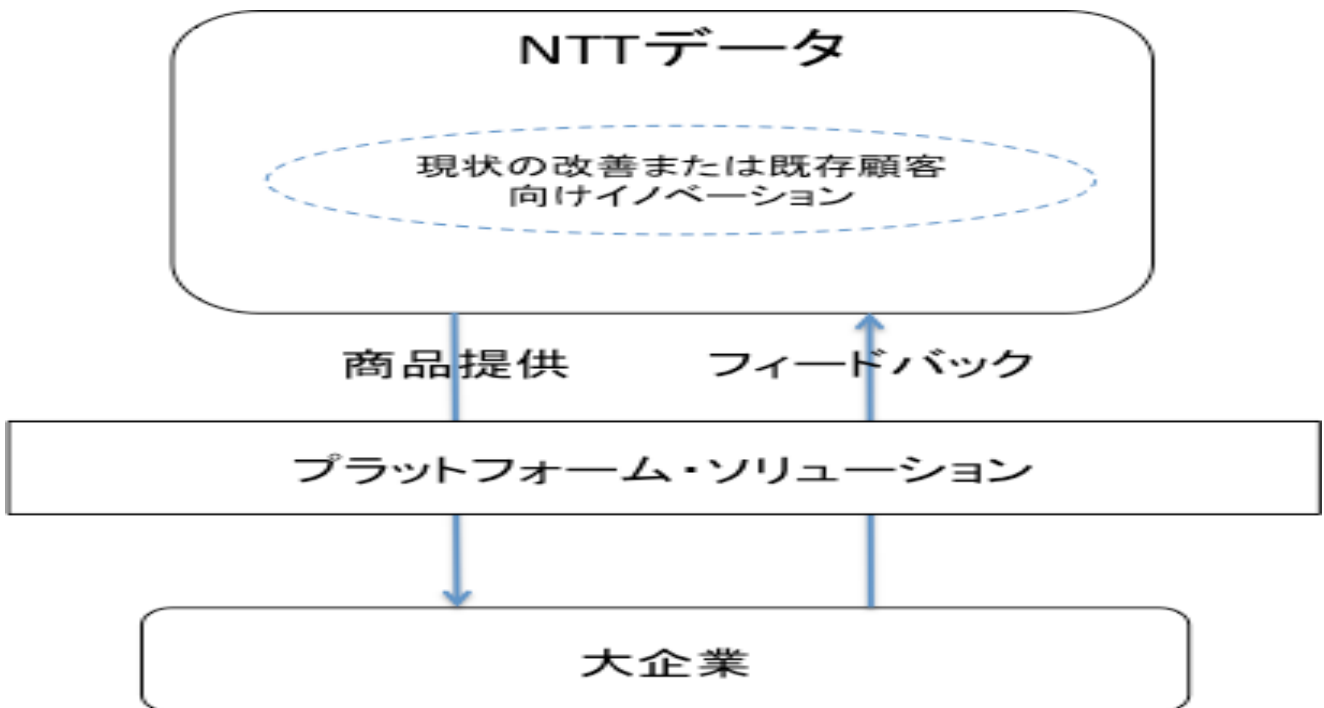 NTTデータ
現状の改善または既存顧客
向けイノベーション
商品提供
フィードバック
プラットフォーム・ソリューション
大企業